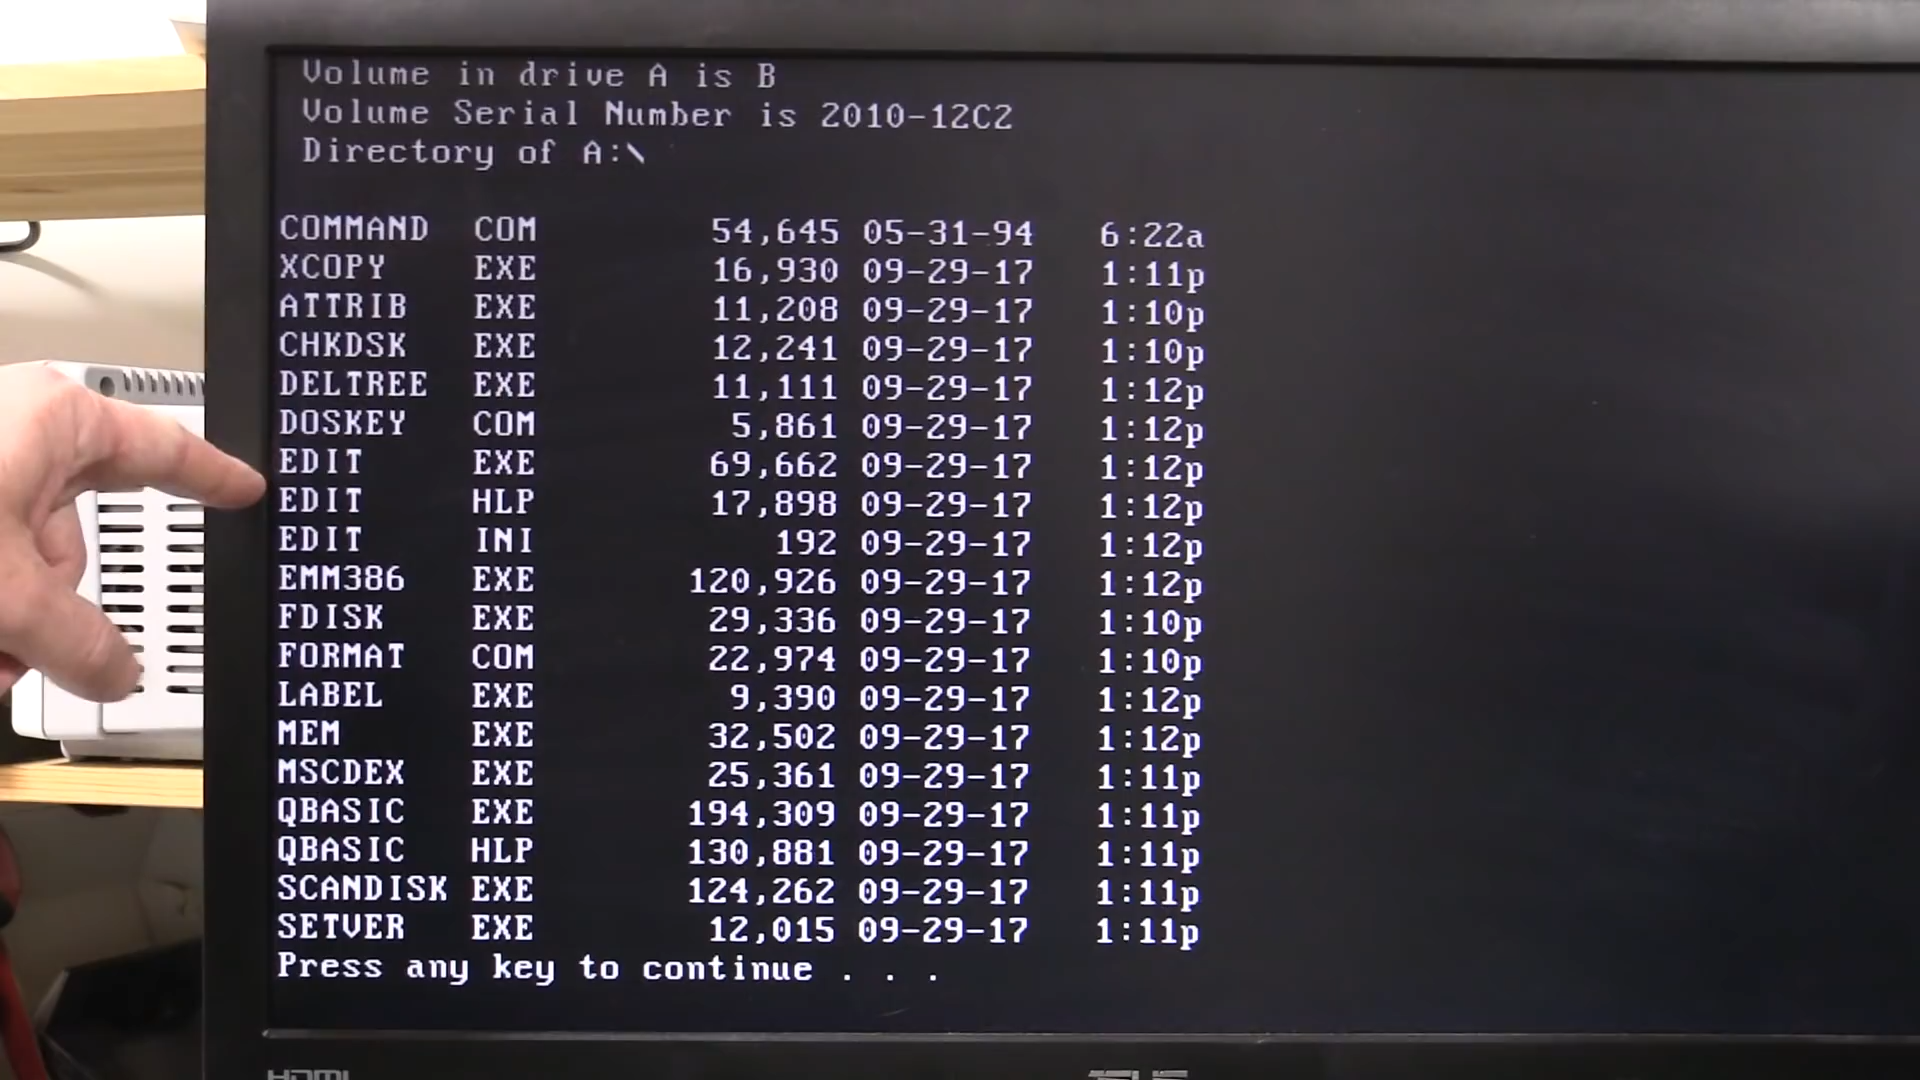 Volume in drive A is B
Volume Serial Number is 2010-12C2
Directory of A:\
COMMAND COM 54,645 05-31-94 6:22a
XCOPY EXE 16,930 09-29-17 1:11p
ATTRIB EXE 11,208 09-29-17 1:10p
CHKDSK EXE 12,241 09-29-17 1:10p
DELTREE EXE 11,111 09-29-17 1:12p
DOSKEY COM 5,861 09-29-17 1:12p
EDIT EXE 69,662 09-29-17 1:12p
EDIT HLP 17,898 09-29-17 1:12p
EDIT INI 192 09-29-17 1:12p
EMM386 EXE 120,926 09-29-17 1:12p
FDISK EXE 29,336 09-29-17 1:10p
FORMAT COM 22,974 09-29-17 1:10p
LABEL EXE 9,390 09-29-17 1:12p
MEM EXE 32,502 09-29-17 1:12p
MSCDEX EXE 25,361 09-29-17 1:11p
QBASIC EXE 194,309 09-29-17 1:11p
QBASIC HLP 130,881 09-29-17 1:11p
SCANDISK EXE 124,262 09-29-17 1:11p
SETVER EXE 12,015 09-29-17 1:11p
Press any key to continue . . .
HDMI